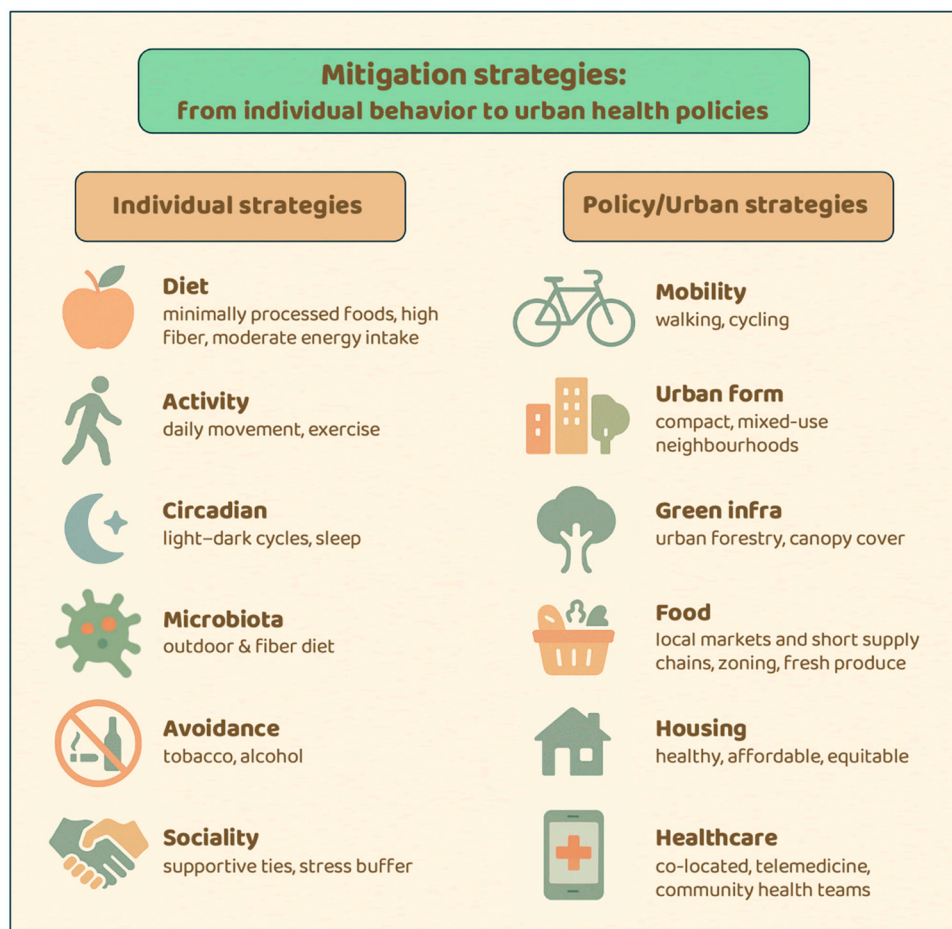 Mitigation strategies:
from individual behavior to urban health policies
Individual strategies
Diet
minimally processed foods, high
fiber, moderate energy intake
Activity
daily movement, exercise
Circadian
light–dark cycles, sleep
Microbiota
outdoor & fiber diet
Avoidance
tobacco, alcohol
Sociality
supportive ties, stress buffer
Policy/Urban strategies
Mobility
walking, cycling
Urban form
compact, mixed-use
neighbourhoods
Green infra
urban forestry, canopy cover
Food
local markets and short supply
chains, zoning, fresh produce
Housing
healthy, affordable, equitable
Healthcare
co-located, telemedicine,
community health teams